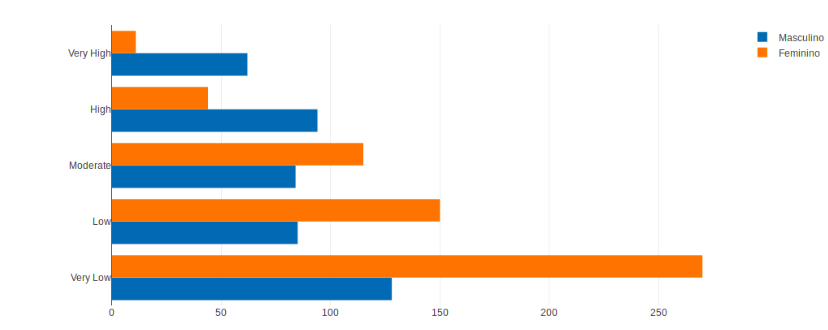 Masculino
Feminino
Very High
High
Moderate
Low
Very Low
0 50 100 150 200 250